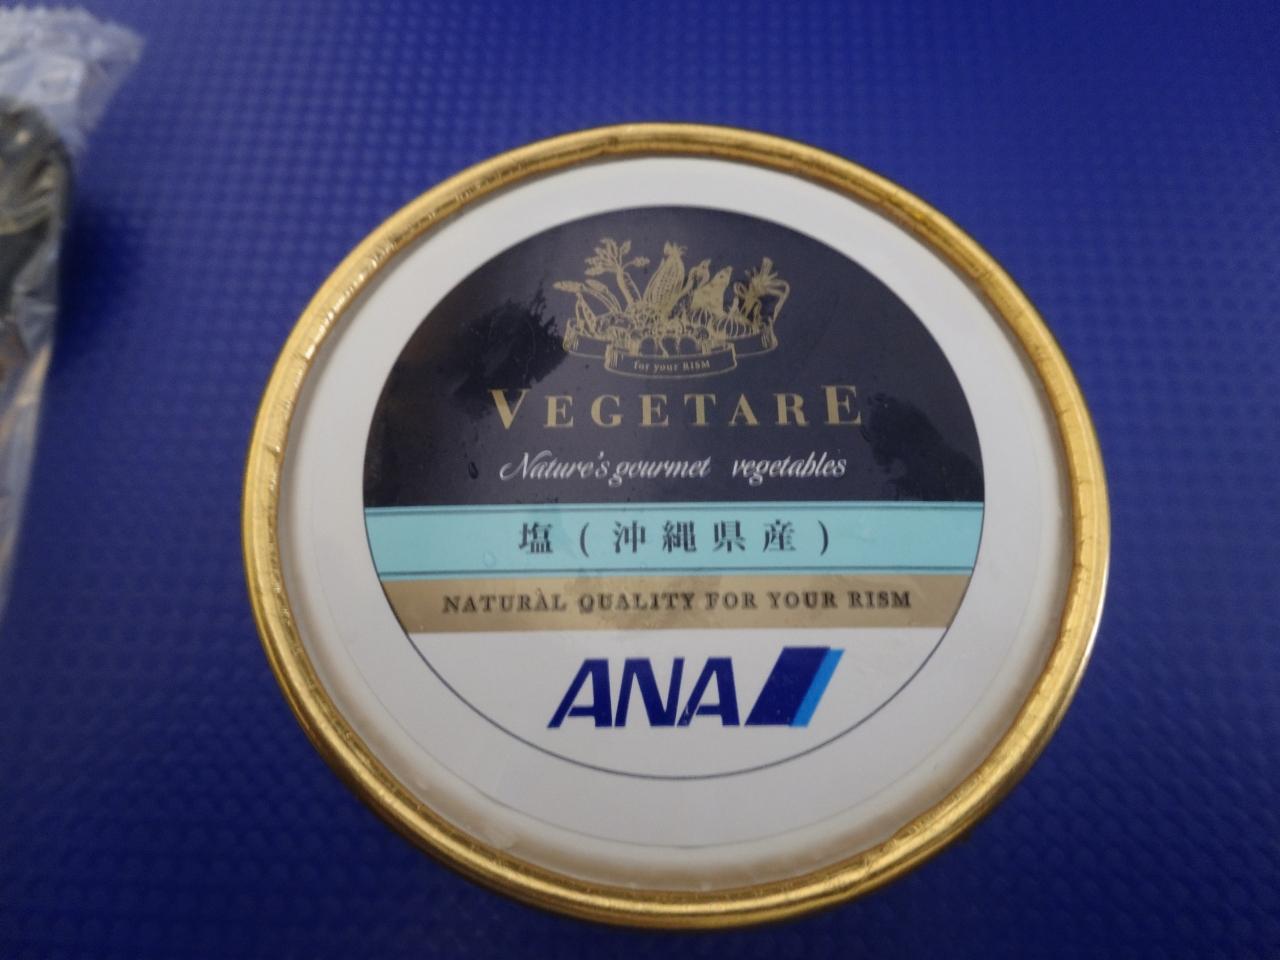 for your RISM
VEGETARE
Nature's gourmet vegetables
塩(沖縄県産)
NATURAL QUALITY FOR YOUR RISM
ANA